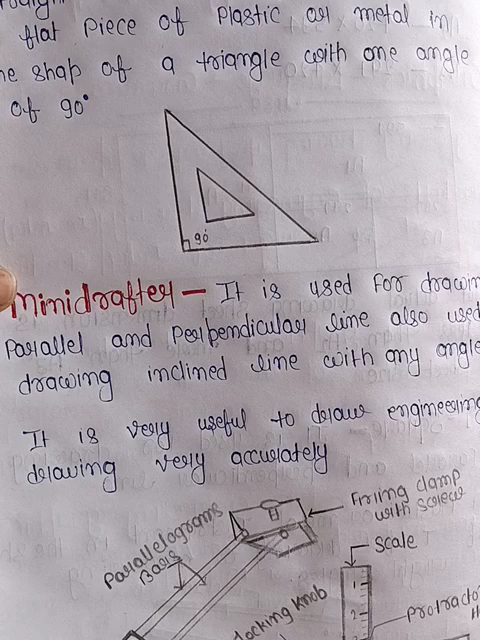 flat piece of plastic or metal in
shap of a triangle with one angle
of 90°
90°
Minidrafter — It is used for drawin
Parallel and perpendicular line also used
drawing inclined line with any angle
It is very useful to draw engineering
drawing very accurately
Parallelograms
Bars
Fixing clamp
with screw
Scale
1
2
locking knob
Protracto